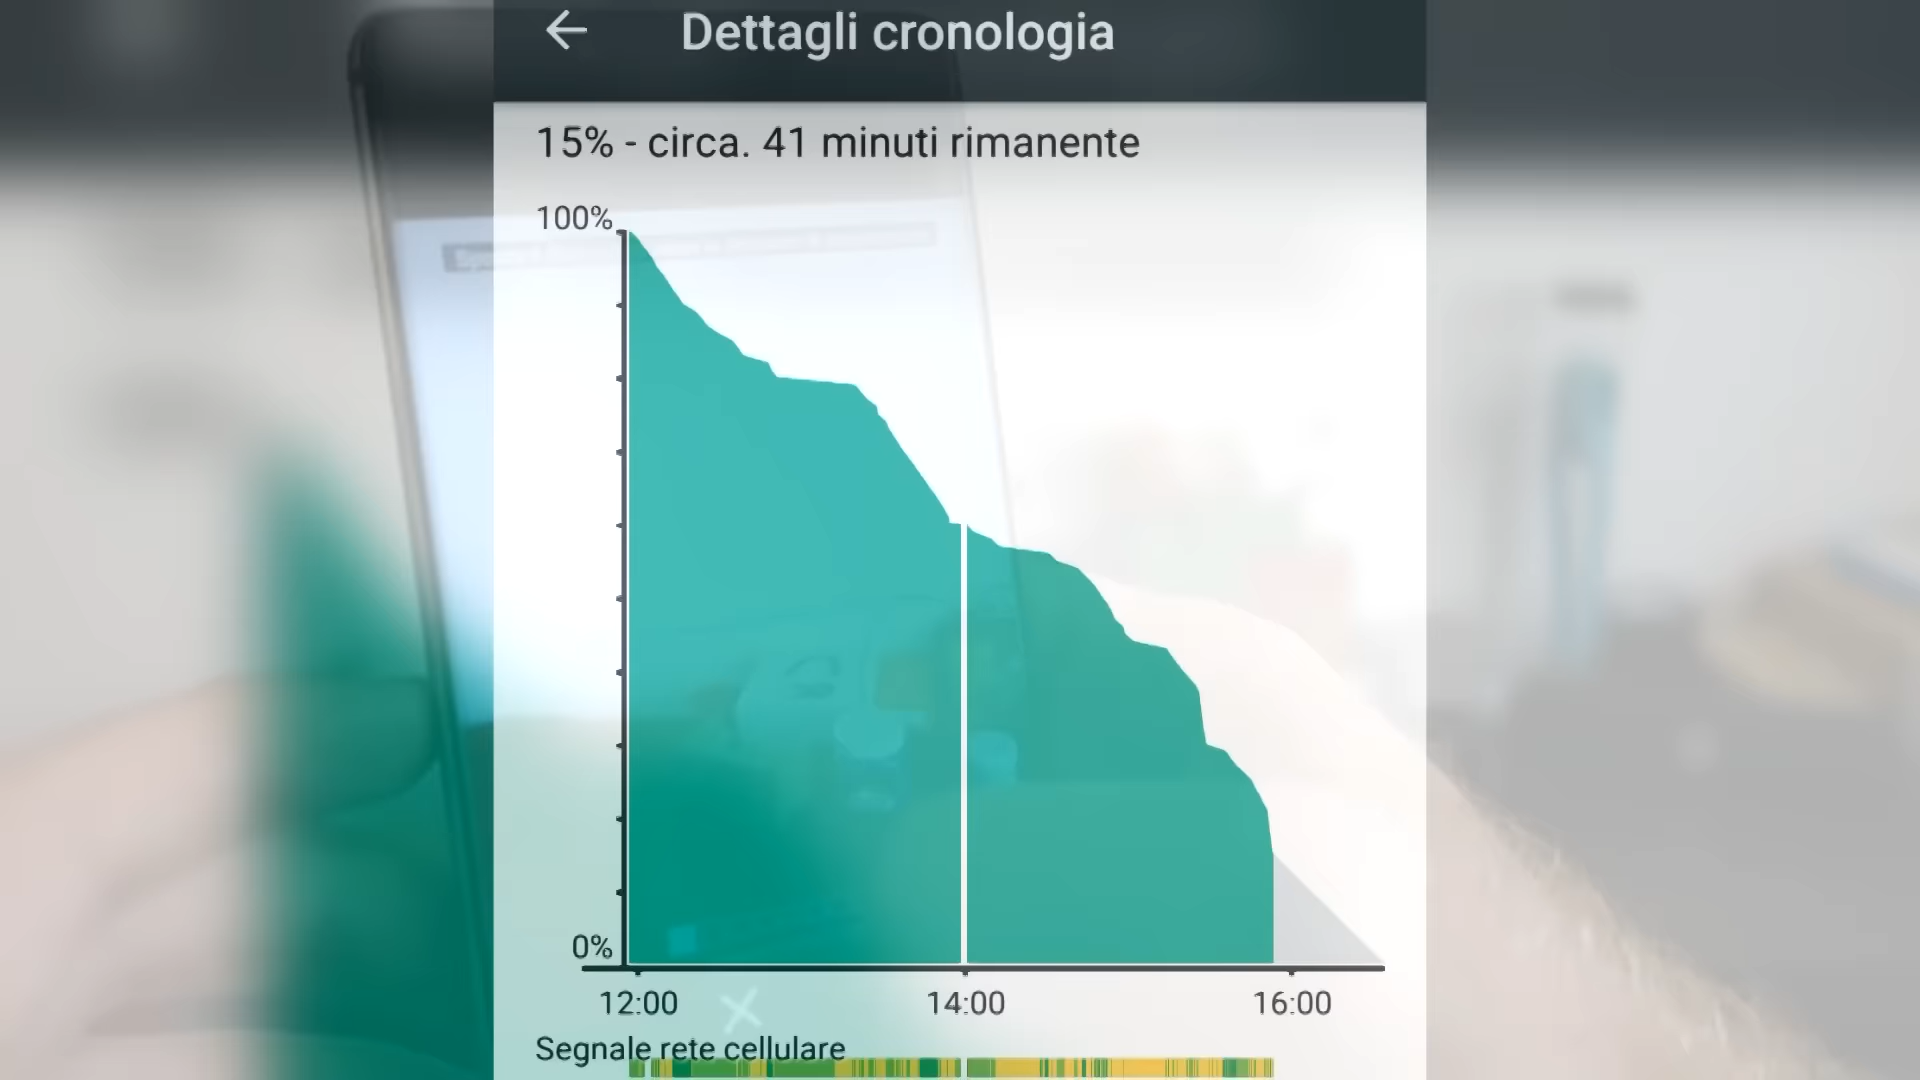 Dettagli cronologia
15% - circa. 41 minuti rimanente
100%
0%
12:00 14:00 16:00
Segnale rete cellulare